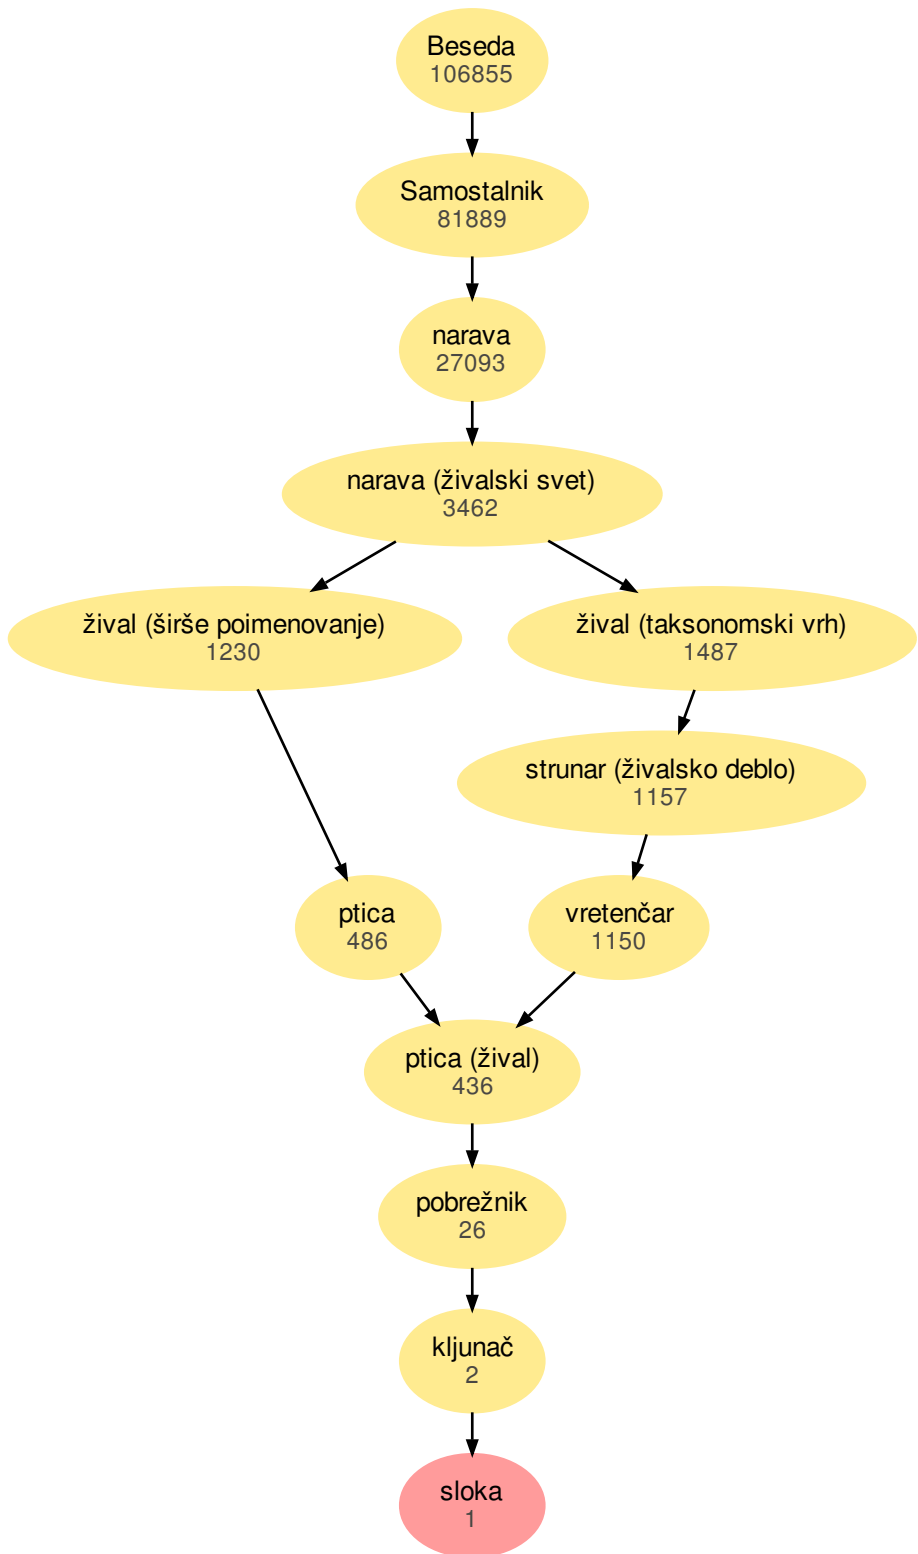 Beseda
106855
Samostalnik
81889
narava
27093
narava (živalski svet)
3462
žival (širše poimenovanje)
1230
žival (taksonomski vrh)
1487
strunar (živalsko deblo)
1157
ptica
486
vretenčar
1150
ptica (žival)
436
pobrežnik
26
kljunač
2
sloka
1